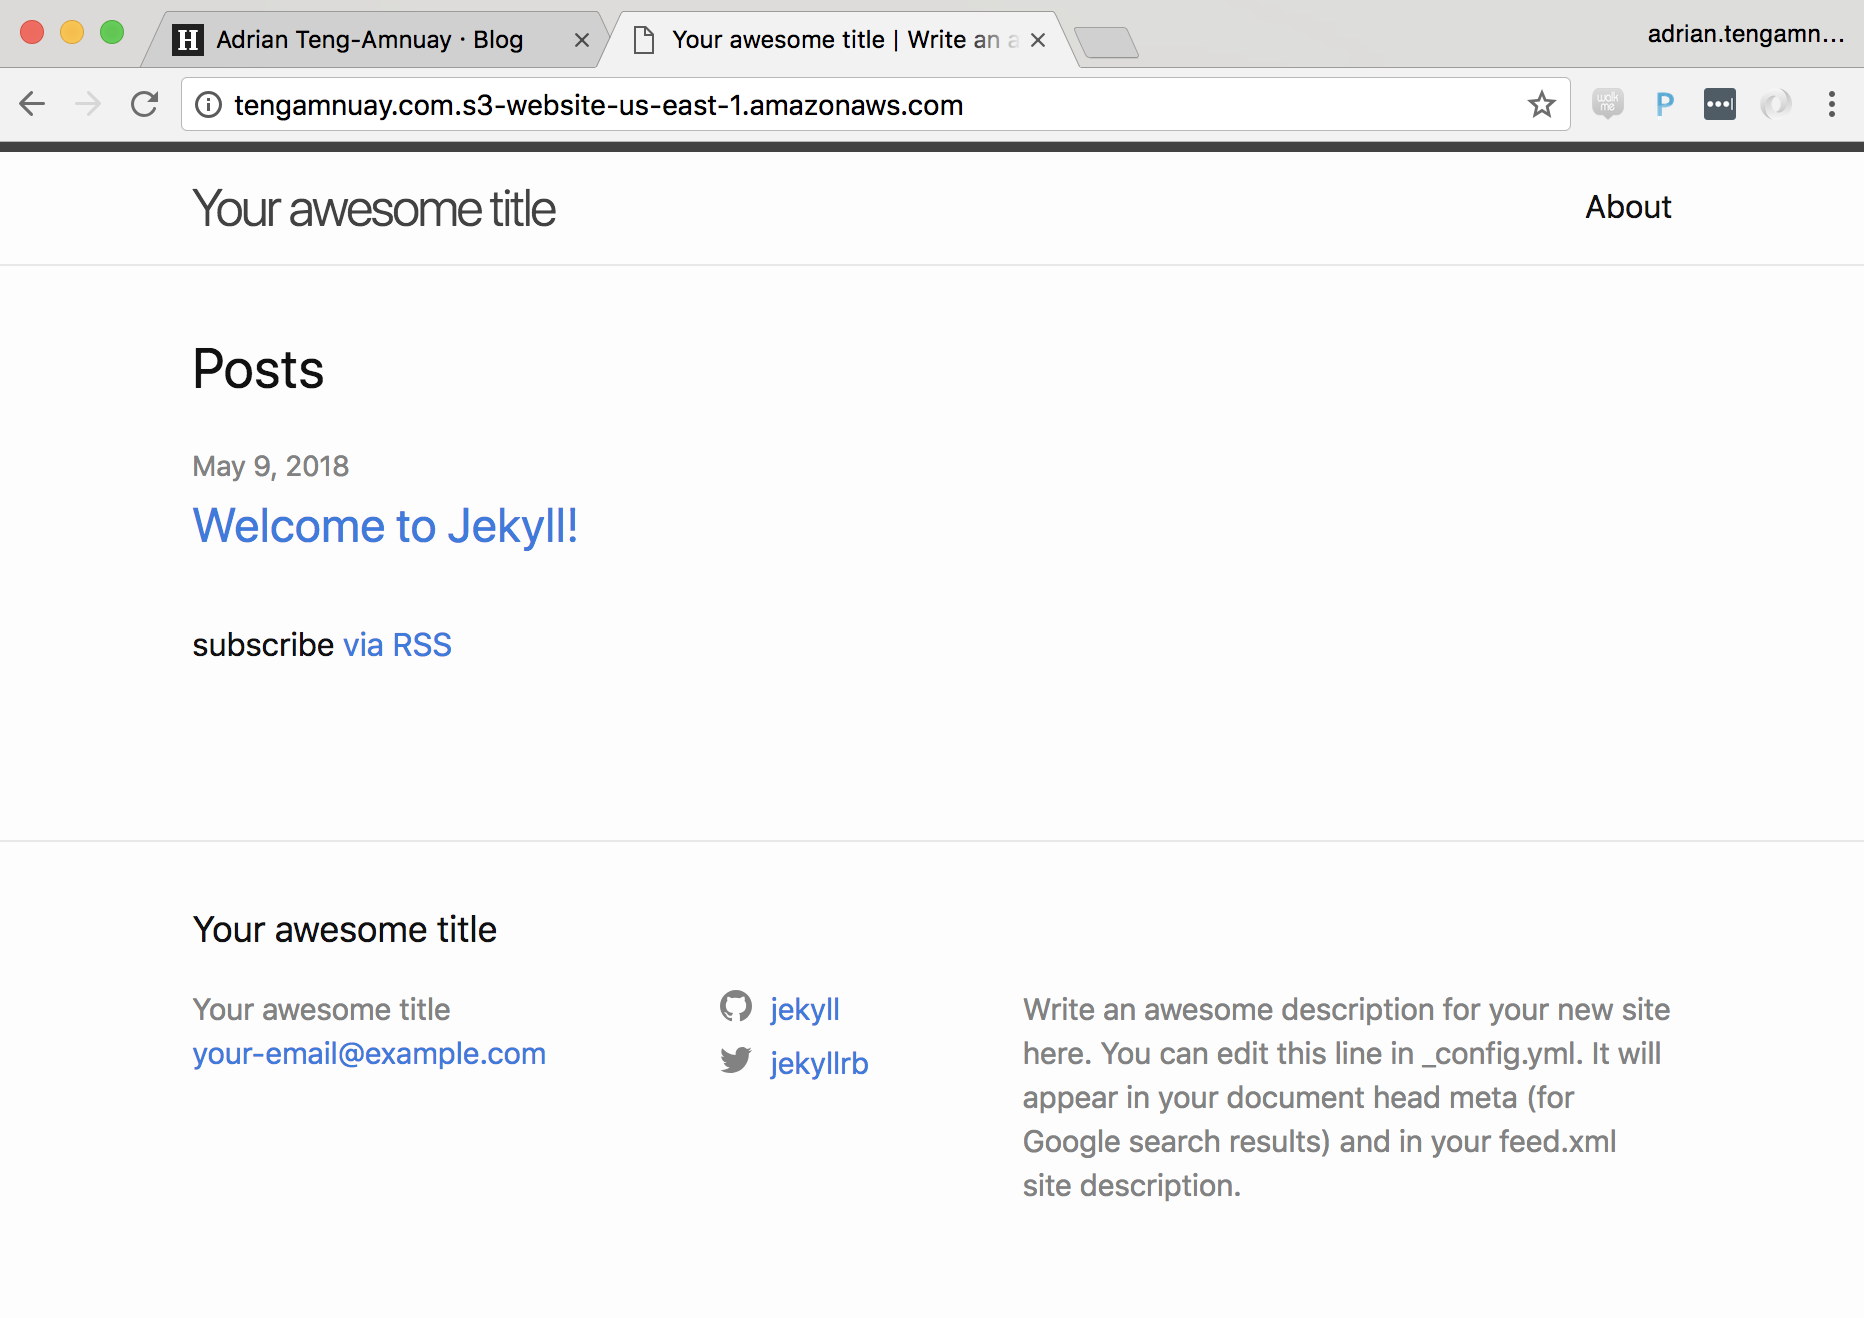 H Adrian Teng-Amnuay · Blog
Your awesome title | Write an a
adrian.tengamn...
tengamnuay.com.s3-website-us-east-1.amazonaws.com
walk me
P
Your awesome title
About
Posts
May 9, 2018
Welcome to Jekyll!
subscribe via RSS
Your awesome title
Your awesome title
your-email@example.com
jekyll
jekyllrb
Write an awesome description for your new site
here. You can edit this line in _config.yml. It will
appear in your document head meta (for
Google search results) and in your feed.xml
site description.